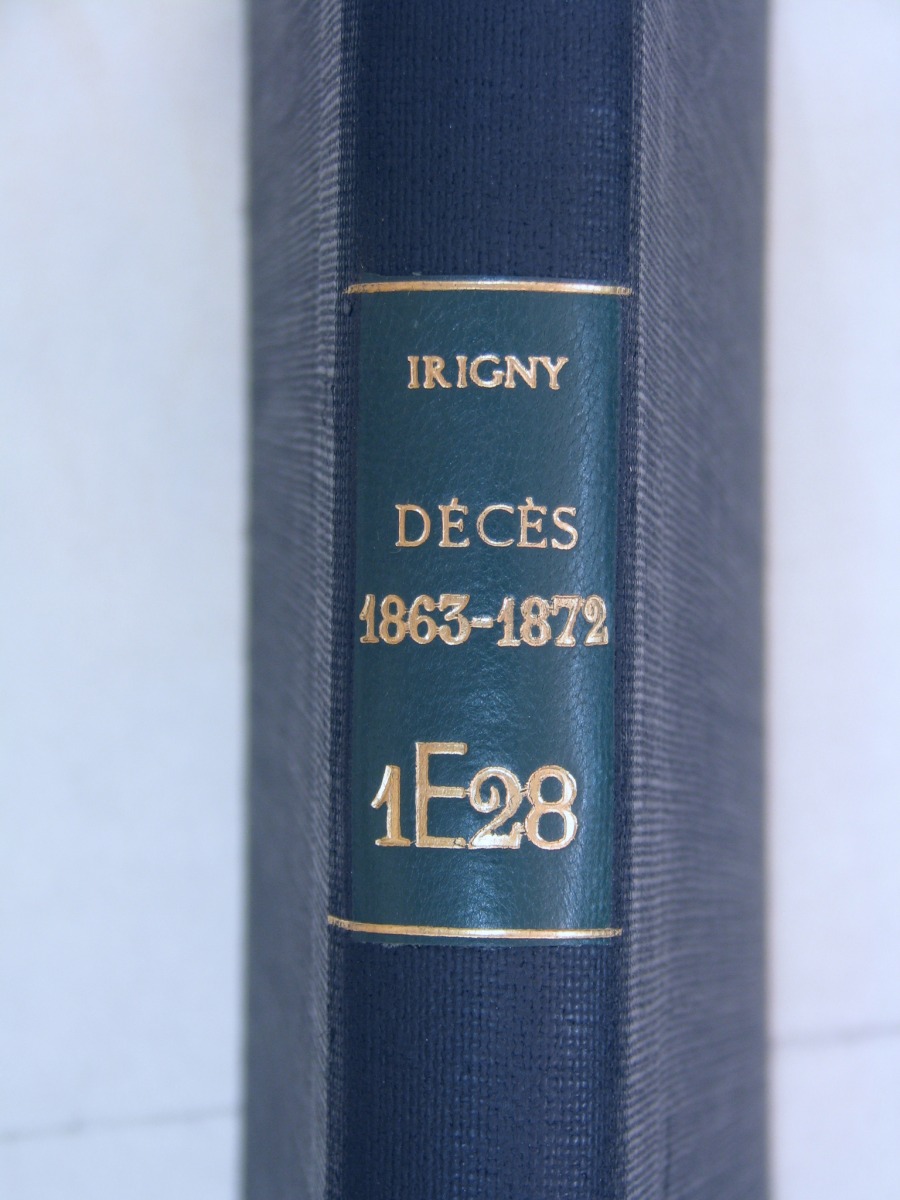 IRIGNY
DÉCÈS
1863-1872
1E28